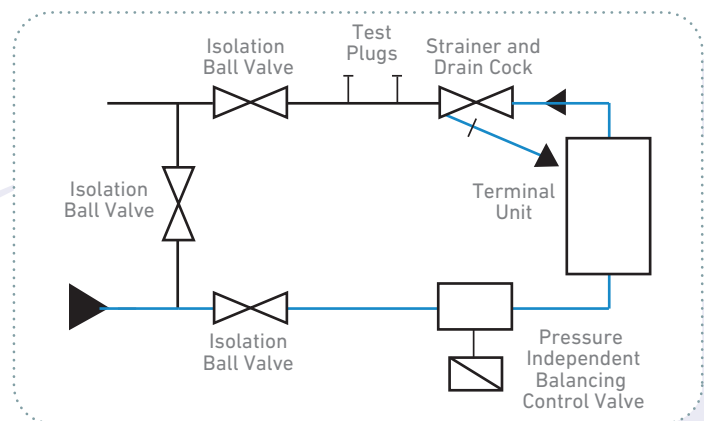 Isolation
Ball Valve
Test
Plugs
Strainer and
Drain Cock
Isolation
Ball Valve
Terminal
Unit
Isolation
Ball Valve
Pressure
Independent
Balancing
Control Valve